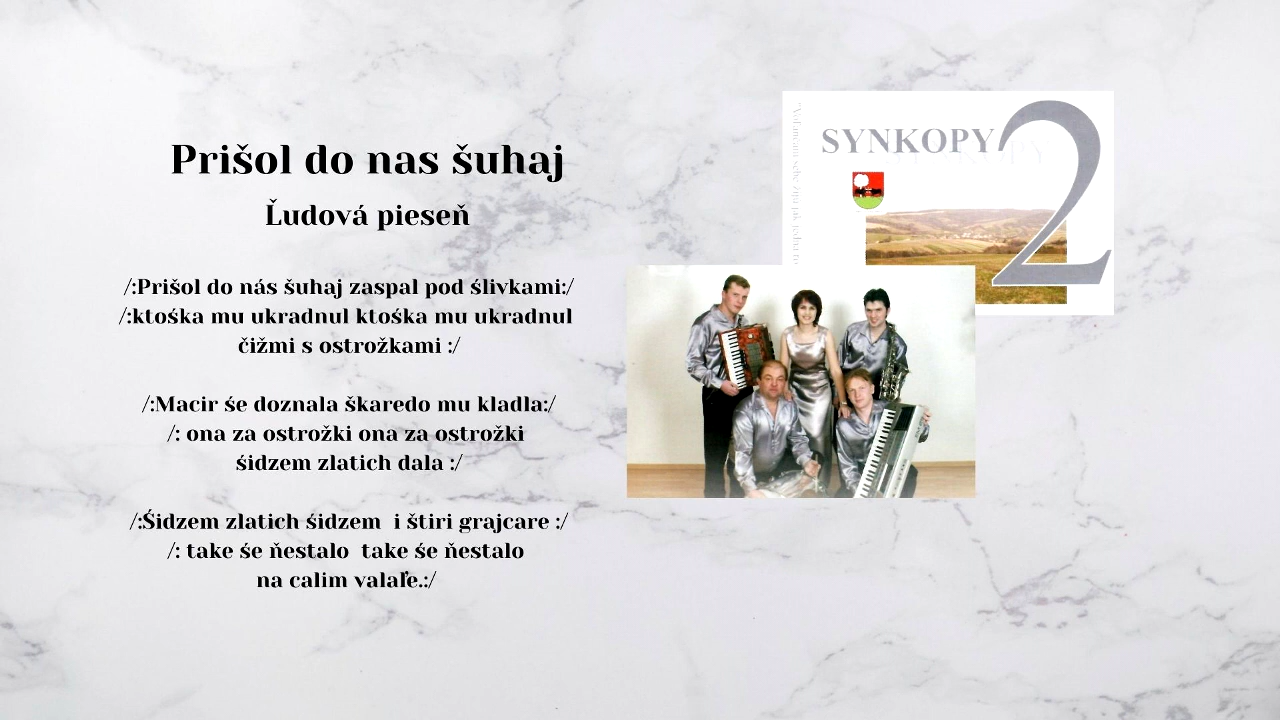 Prišol do nas šuhaj
Ľudová pieseň
/:Prišol do nás šuhaj zaspal pod ślivkami:/
/:ktośka mu ukradnul ktośka mu ukradnul
čižmi s ostrožkami :/
/:Macir śe doznala škaredo mu kladla:/
/: ona za ostrožki ona za ostrožki
śidzem zlatich dala :/
/:Śidzem zlatich śidzem i štiri grajcare :/
/: take śe ňestalo take śe ňestalo
na calim valaľe.:/
SYNKOPY
2